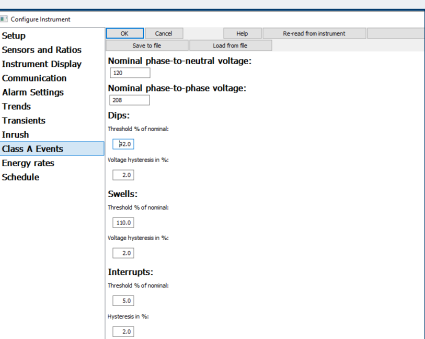 Configure Instrument
Setup
Sensors and Ratios
Instrument Display
Communication
Alarm Settings
Trends
Transients
Inrush
Class A Events
Energy rates
Schedule
OK Cancel Help Re-read from instrument
Save to file Load from file
Nominal phase-to-neutral voltage:
120
Nominal phase-to-phase voltage:
208
Dips:
Threshold % of nominal:
92.0
Voltage hysteresis in %:
2.0
Swells:
Threshold % of nominal:
110.0
Voltage hysteresis in %:
2.0
Interrupts:
Threshold % of nominal:
5.0
Hysteresis in %:
2.0